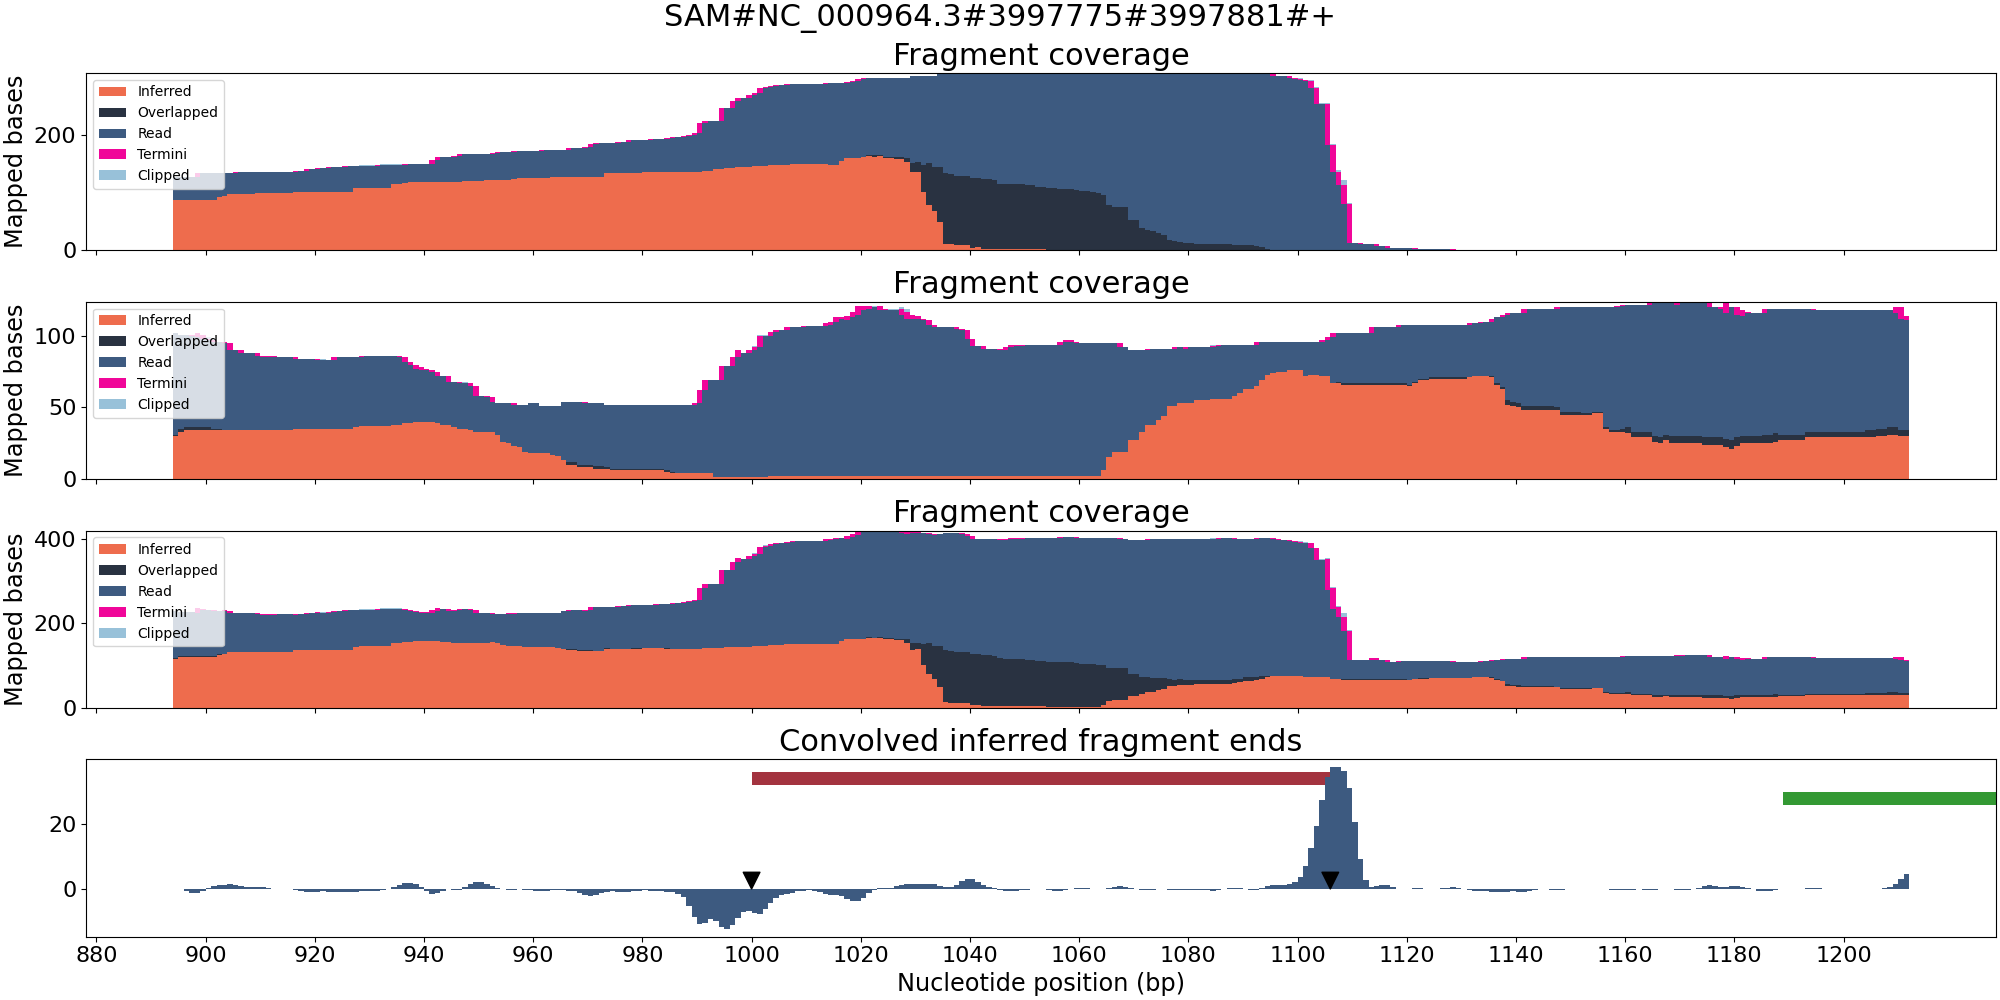 SAM#NC_000964.3#3997775#3997881#+
Fragment coverage
Mapped bases
200
0
Inferred
Overlapped
Read
Termini
Clipped
Fragment coverage
Mapped bases
100
50
0
Inferred
Overlapped
Read
Termini
Clipped
Fragment coverage
Mapped bases
400
200
0
Inferred
Overlapped
Read
Termini
Clipped
Convolved inferred fragment ends
20
0
880 900 920 940 960 980 1000 1020 1040 1060 1080 1100 1120 1140 1160 1180 1200
Nucleotide position (bp)